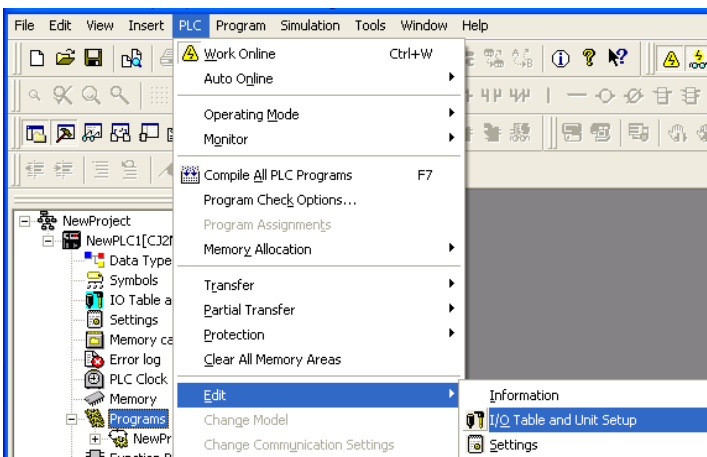 File Edit View Insert PLC Program Simulation Tools Window Help
Work Online Ctrl+W
Auto Online
Operating Mode
Monitor
Compile All PLC Programs F7
Program Check Options...
Program Assignments
Memory Allocation
Transfer
Partial Transfer
Protection
Clear All Memory Areas
Edit
Change Model
Change Communication Settings
Information
I/O Table and Unit Setup
Settings
NewProject
NewPLC1[CJ2
Data Type
Symbols
IO Table a
Settings
Memory ca
Error log
PLC Clock
Memory
Programs
NewPr